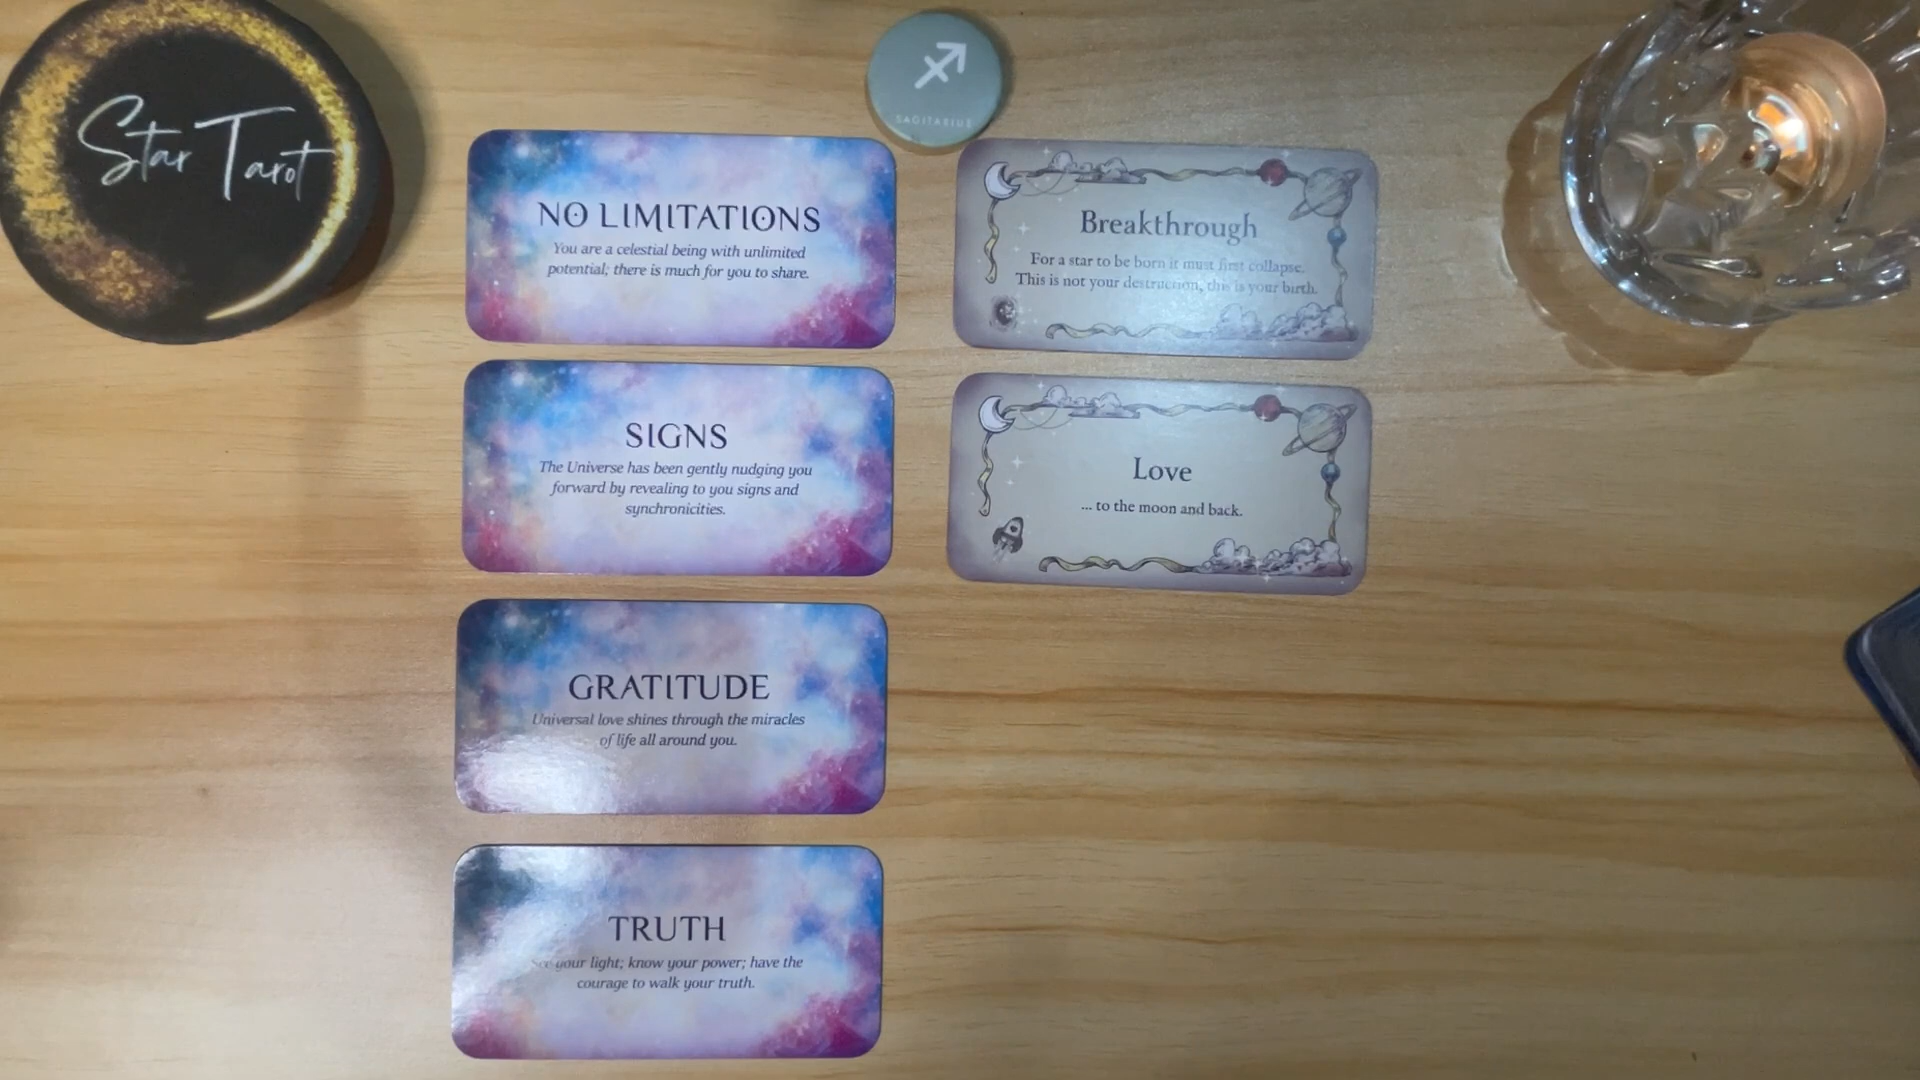 Star Tarot
SAGITARIUS
NO LIMITATIONS
You are a celestial being with unlimited
potential; there is much for you to share.
Breakthrough
For a star to be born it must first collapse.
This is not your destruction, this is your birth.
SIGNS
The Universe has been gently nudging you
forward by revealing to you signs and
synchronicities.
Love
... to the moon and back.
GRATITUDE
Universal love shines through the miracles
of life all around you.
TRUTH
See your light; know your power; have the
courage to walk your truth.